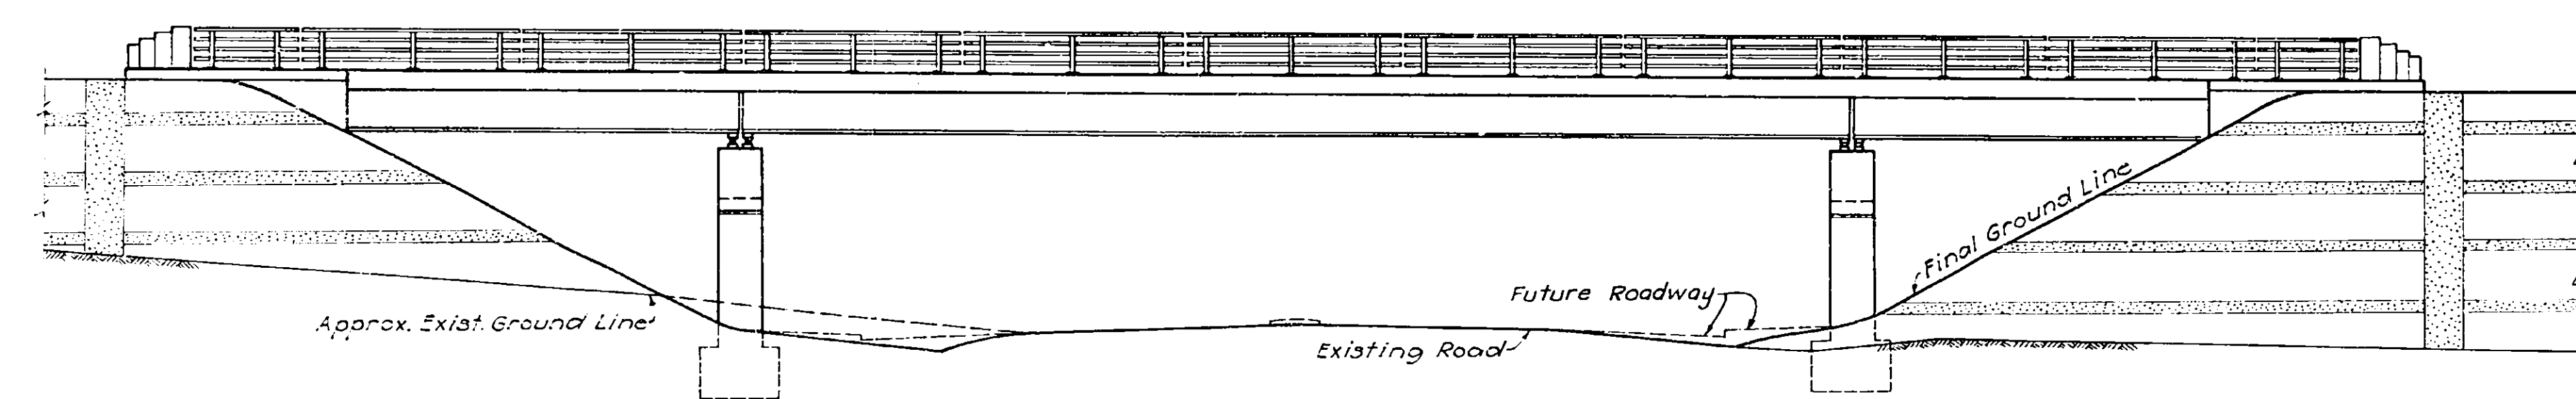 Final Ground Line
Future Roadway
Approx. Exist. Ground Line
Existing Road